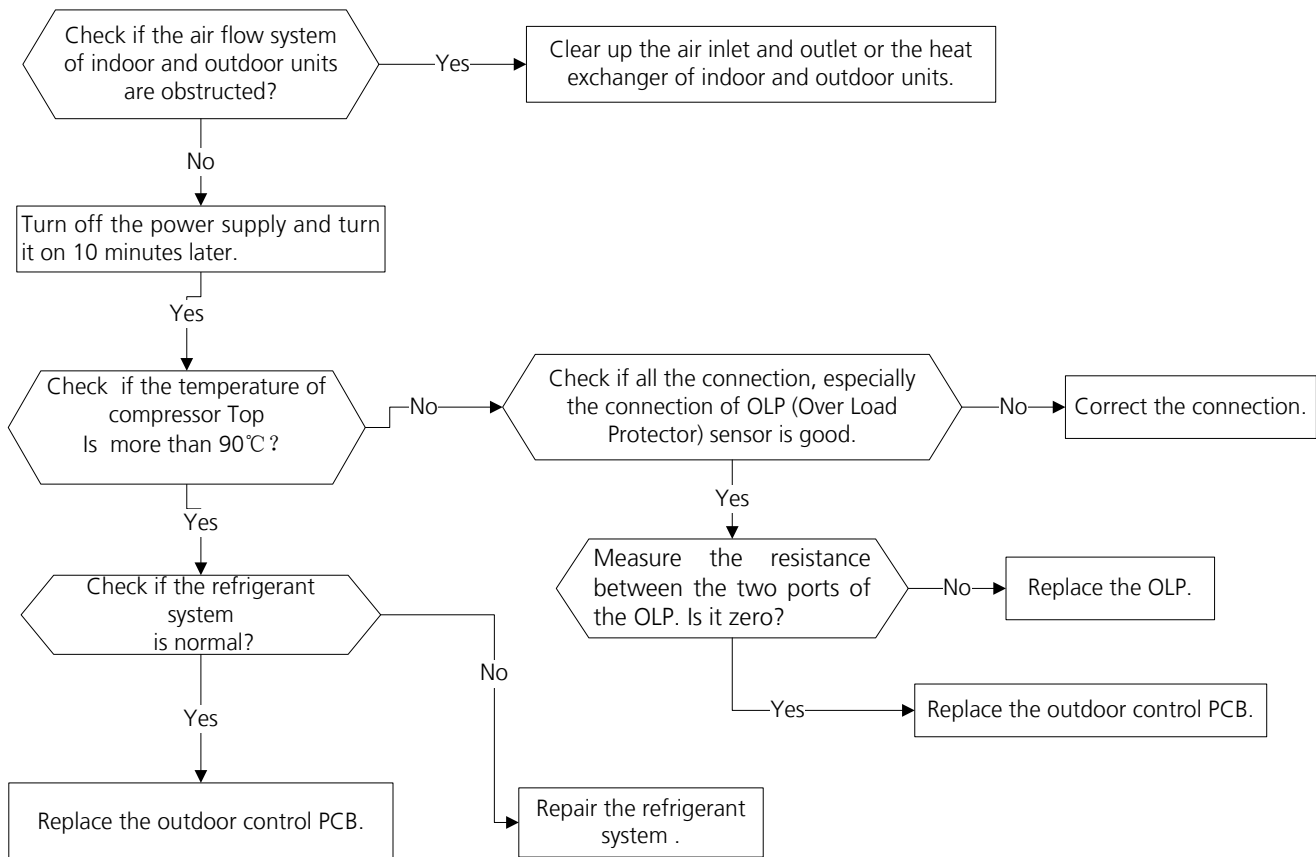 Check if the air flow system
of indoor and outdoor units
are obstructed?
Yes
Clear up the air inlet and outlet or the heat
exchanger of indoor and outdoor units.
No
Turn off the power supply and turn
it on 10 minutes later.
Yes
Check if the temperature of
compressor Top
Is more than 90℃?
No
Check if all the connection, especially
the connection of OLP (Over Load
Protector) sensor is good.
No
Correct the connection.
Yes
Yes
Measure the resistance
between the two ports of
the OLP. Is it zero?
No
Replace the OLP.
Check if the refrigerant
system
is normal?
No
Yes
Yes
Replace the outdoor control PCB.
Replace the outdoor control PCB.
Repair the refrigerant
system .